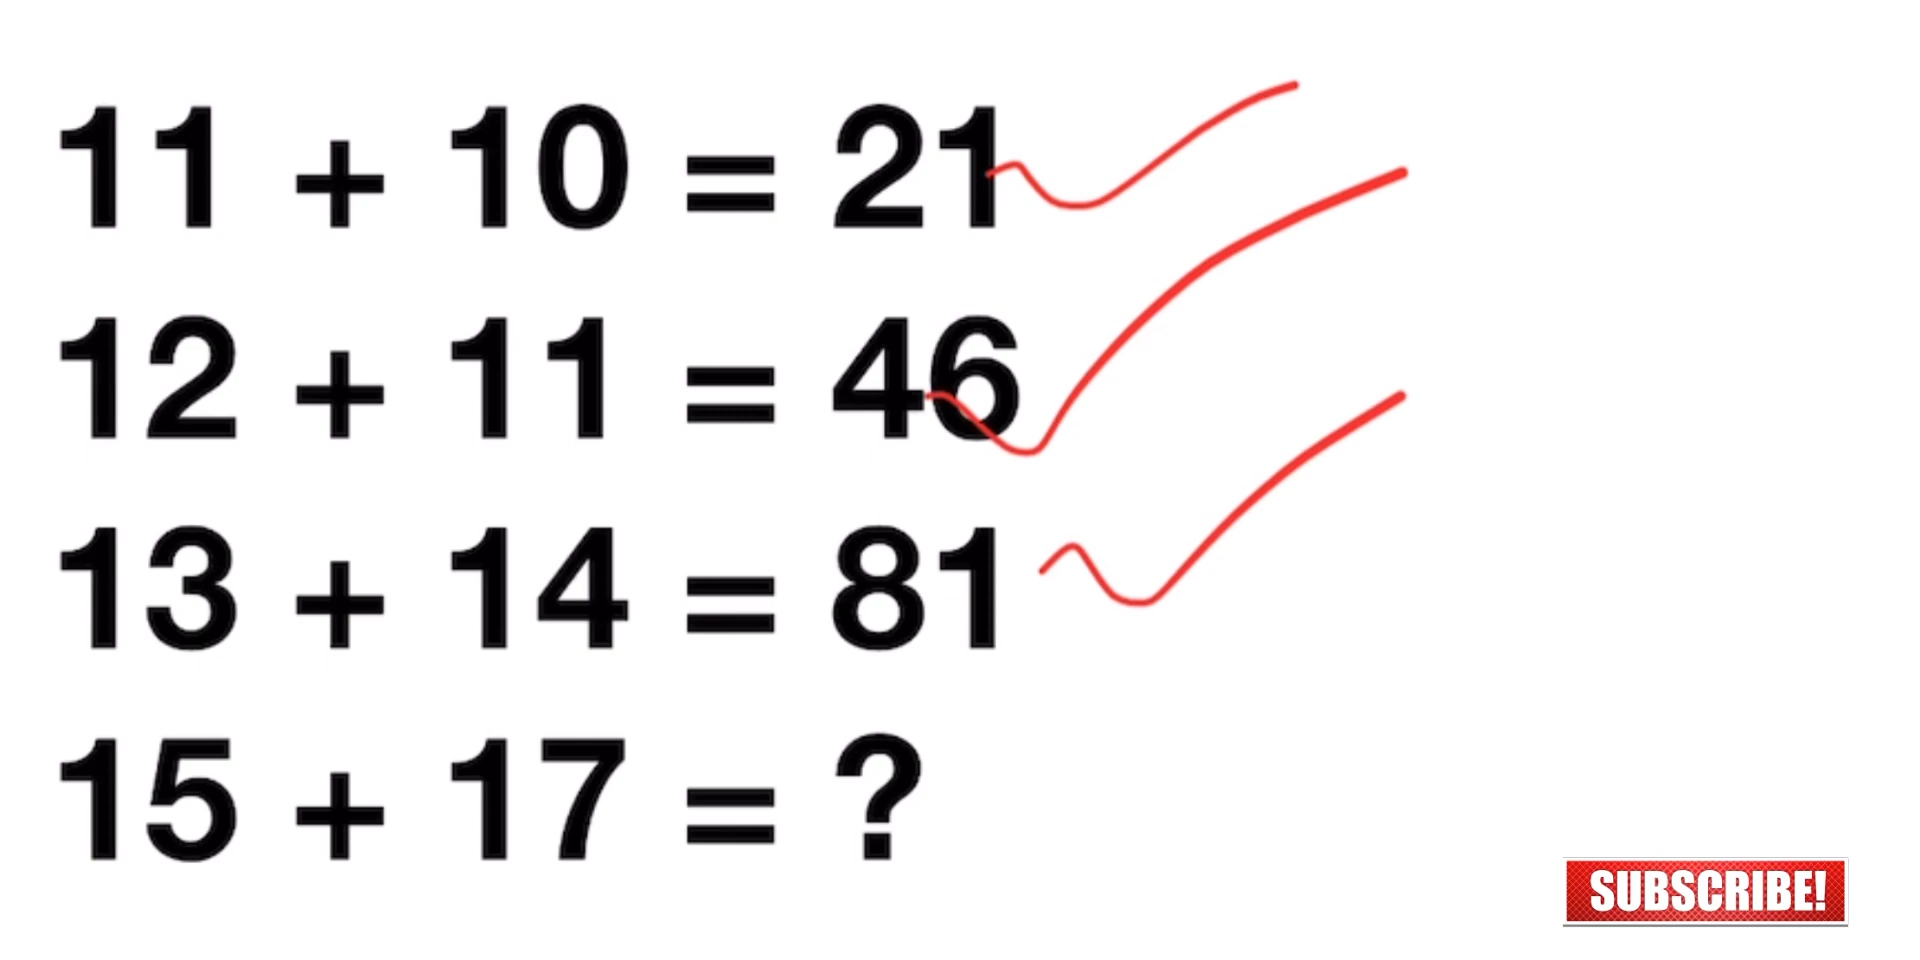 11 + 10 = 21
12 + 11 = 46
13 + 14 = 81
15 + 17 = ?
SUBSCRIBE!